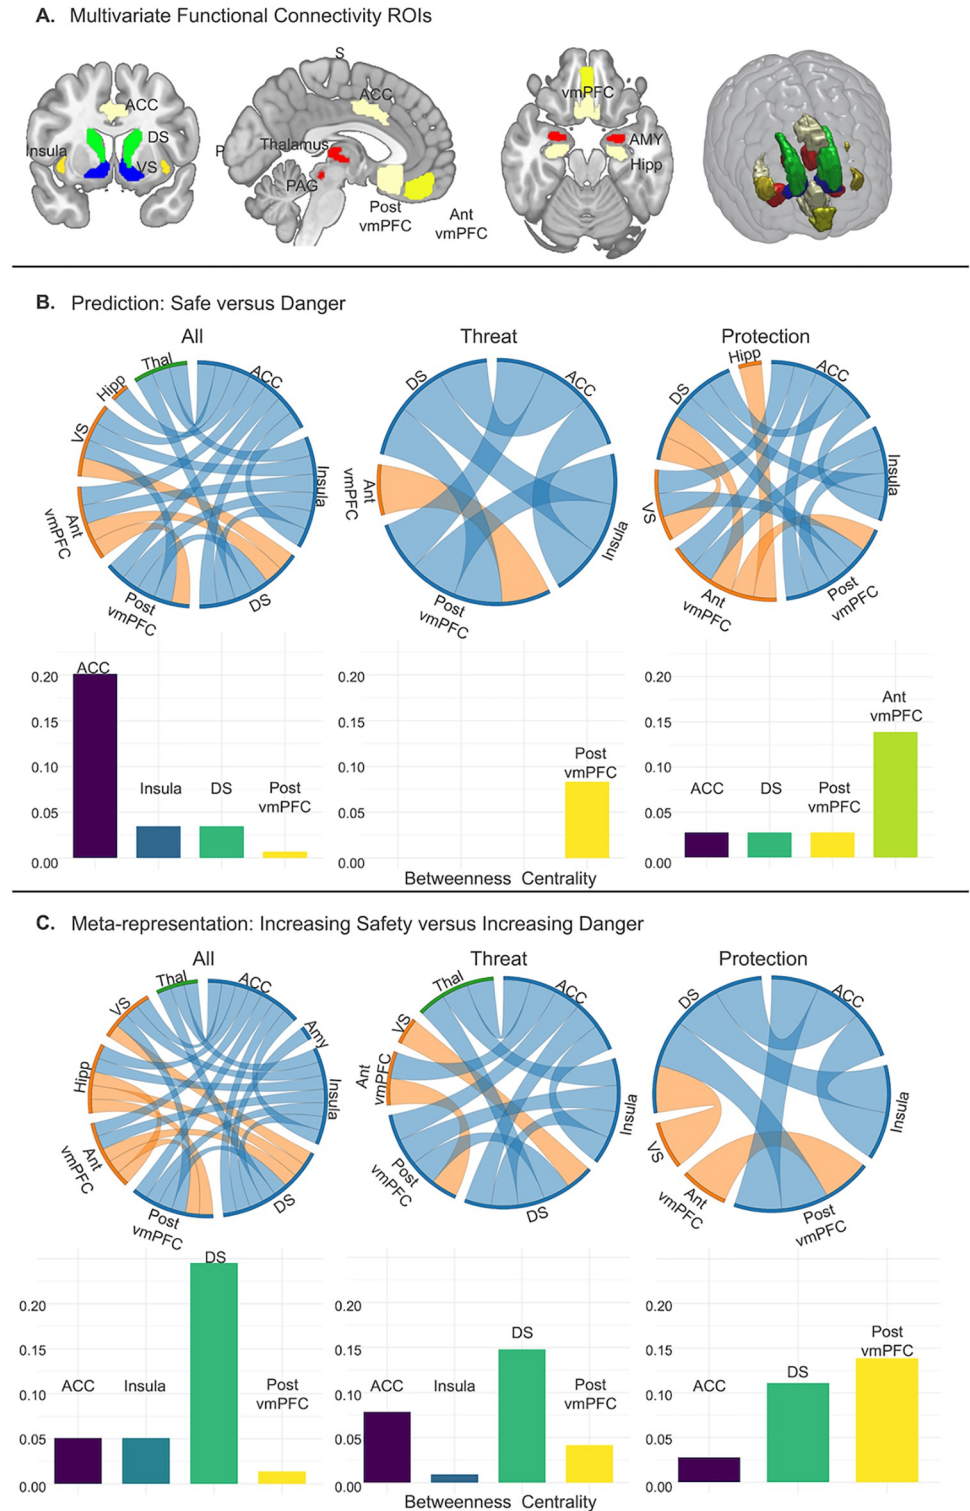 A. Multivariate Functional Connectivity ROIs
S
ACC
DS
Insula
VS
P
ACC
Thalamus
PAG
Post
vmPFC
Ant
vmPFC
vmPFC
AMY
Hipp
B. Prediction: Safe versus Danger
All
Threat
Protection
Thal
ACC
Hipp
VS
Insula
Ant
vmPFC
Post
vmPFC
DS
DS
ACC
Ant
vmPFC
Insula
Post
vmPFC
Hipp
DS
ACC
Insula
VS
Ant
vmPFC
Post
vmPFC
ACC
0.20
0.15
0.10
0.05
0.00
Insula
DS
Post
vmPFC
0.20
0.15
0.10
0.05
0.00
Post
vmPFC
0.20
0.15
0.10
0.05
0.00
ACC
DS
Post
vmPFC
Ant
vmPFC
Betweenness Centrality
C. Meta-representation: Increasing Safety versus Increasing Danger
All
Threat
Protection
Thal
ACC
VS
Amy
Hipp
Insula
Ant
vmPFC
Post
vmPFC
DS
Thal
ACC
VS
Ant
vmPFC
Insula
Post
vmPFC
DS
DS
ACC
Insula
VS
Ant
vmPFC
Post
vmPFC
0.20
0.15
0.10
0.05
0.00
ACC
Insula
DS
Post
vmPFC
0.20
0.15
0.10
0.05
0.00
ACC
Insula
DS
Post
vmPFC
0.20
0.15
0.10
0.05
0.00
ACC
DS
Post
vmPFC
Betweenness Centrality